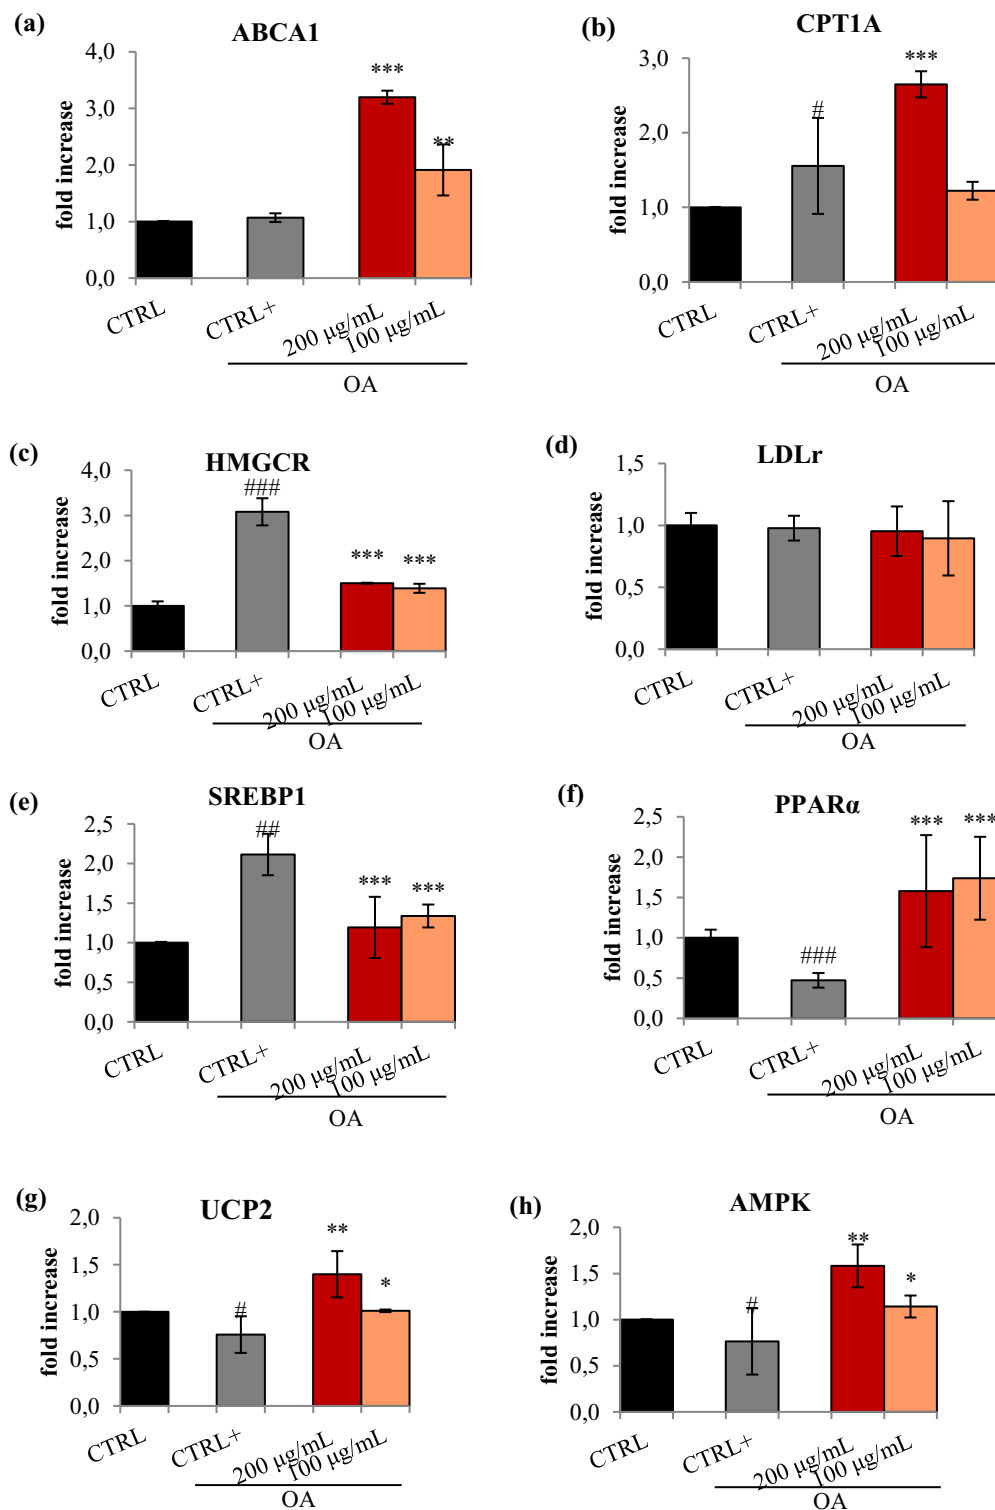 (a)
ABCA1
4,0
3,0
2,0
1,0
0,0
fold increase
***
**
CTRL
CTRL+
200 µg/mL
100 µg/mL
OA
(b)
CPT1A
3,0
2,0
1,0
0,0
fold increase
#
***
CTRL
CTRL+
200 µg/mL
100 µg/mL
OA
(c)
HMGCR
4,0
3,0
2,0
1,0
0,0
fold increase
###
***
***
CTRL
CTRL+
200 µg/mL
100 µg/mL
OA
(d)
LDLr
1,5
1,0
0,5
0,0
fold increase
CTRL
CTRL+
200 µg/mL
100 µg/mL
OA
(e)
SREBP1
2,5
2,0
1,5
1,0
0,5
0,0
fold increase
##
***
***
CTRL
CTRL+
200 µg/mL
100 µg/mL
OA
(f)
PPARα
2,5
2,0
1,5
1,0
0,5
0,0
fold increase
###
***
***
CTRL
CTRL+
200 µg/mL
100 µg/mL
OA
(g)
UCP2
2,0
1,5
1,0
0,5
0,0
fold increase
#
**
*
CTRL
CTRL+
200 µg/mL
100 µg/mL
OA
(h)
AMPK
2,0
1,5
1,0
0,5
0,0
fold increase
#
**
*
CTRL
CTRL+
200 µg/mL
100 µg/mL
OA